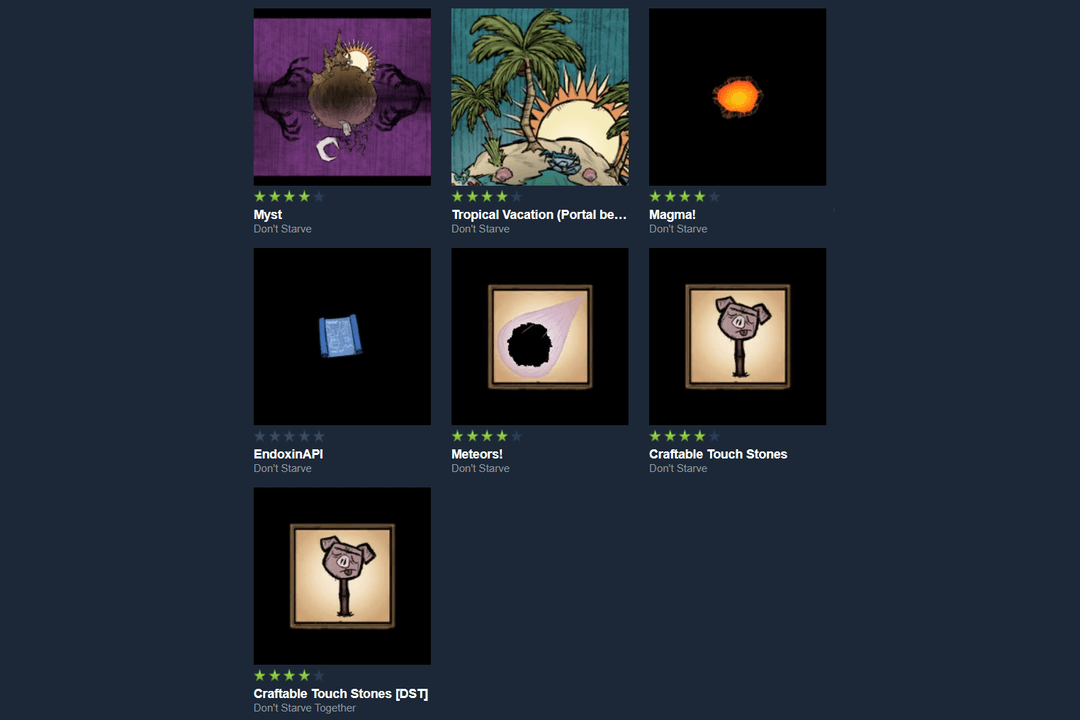 Myst
Don't Starve
Tropical Vacation (Portal be...
Don't Starve
Magma!
Don't Starve
EndoxinAPI
Don't Starve
Meteors!
Don't Starve
Craftable Touch Stones
Don't Starve
Craftable Touch Stones [DST]
Don't Starve Together